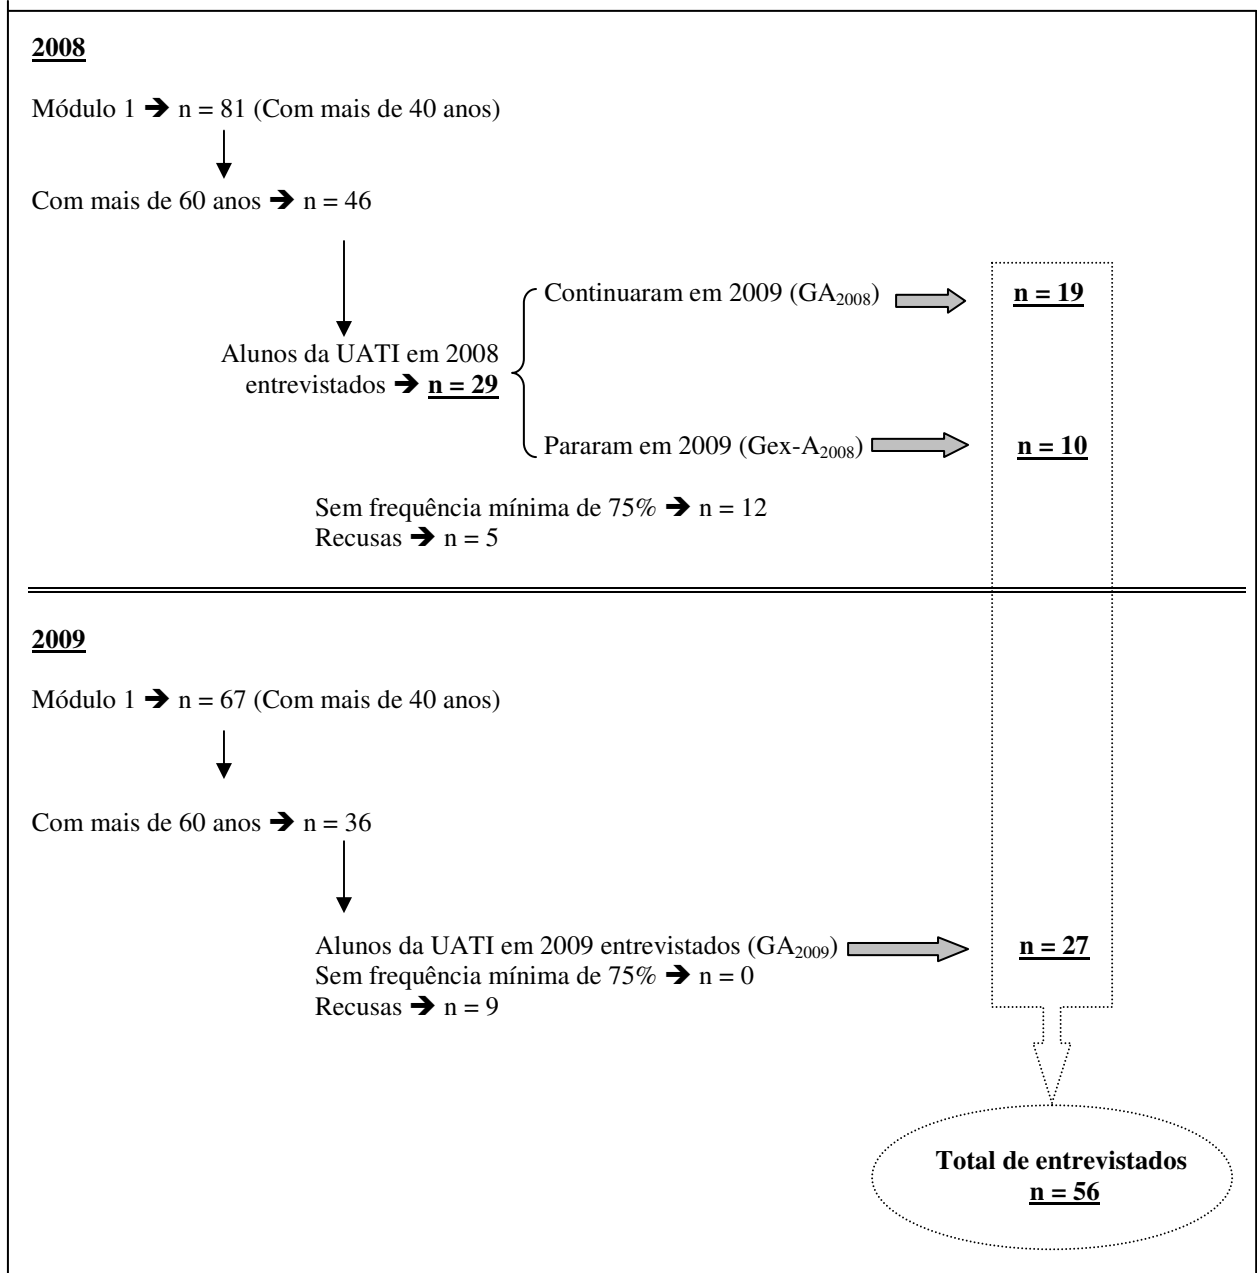 2008
Módulo 1 ➔ n = 81 (Com mais de 40 anos)
Com mais de 60 anos ➔ n = 46
Continuaram em 2009 (GA2008)
n = 19
Alunos da UATI em 2008
entrevistados ➔ n = 29
Pararam em 2009 (Gex-A2008)
n = 10
Sem frequência mínima de 75% ➔ n = 12
Recusas ➔ n = 5
2009
Módulo 1 ➔ n = 67 (Com mais de 40 anos)
Com mais de 60 anos ➔ n = 36
Alunos da UATI em 2009 entrevistados (GA2009)
n = 27
Sem frequência mínima de 75% ➔ n = 0
Recusas ➔ n = 9
Total de entrevistados
n = 56